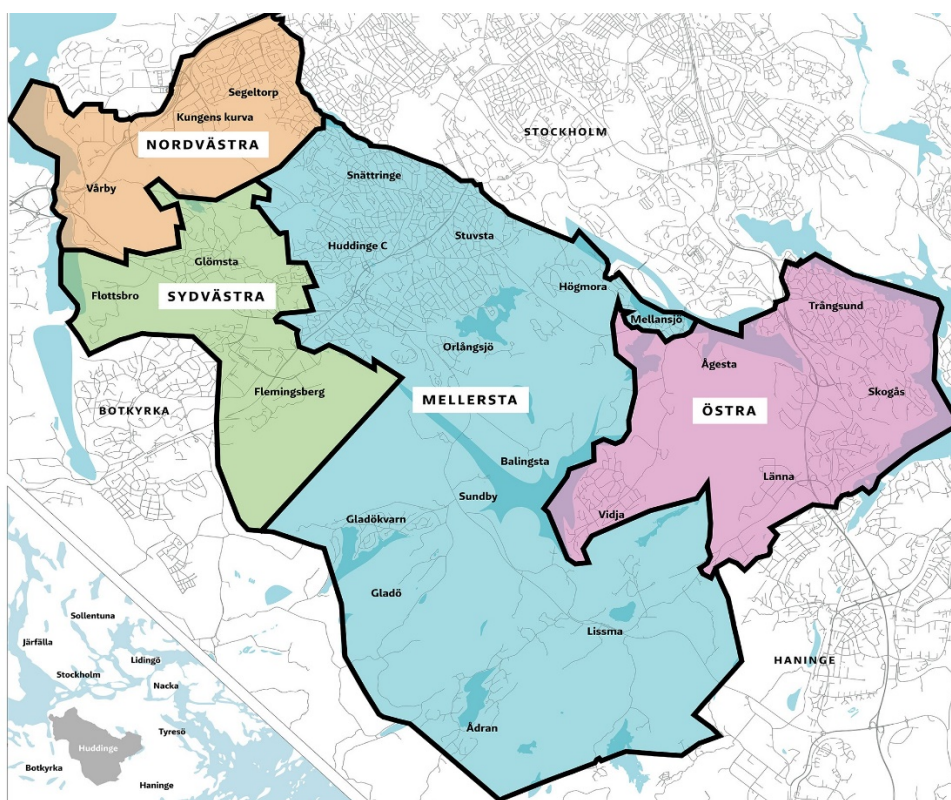 Segeltorp
Kungens kurva
NORDVÄSTRA
STOCKHOLM
Snättringe
Vårby
Stuvsta
Huddinge C
Glömsta
Högmora
Flottsbro
SYDVÄSTRA
Trångsund
Mellansjö
Orlångsjö
Ågesta
Flemingsberg
Skogås
MELLERSTA
BOTKYRKA
ÖSTRA
Balingsta
Länna
Sundby
Vidja
Gladökvarn
Gladö
Lissma
HANINGE
Ådran
Sollentuna
Järfälla
Lidingö
Stockholm
Nacka
Tyresö
Huddinge
Botkyrka
Haninge